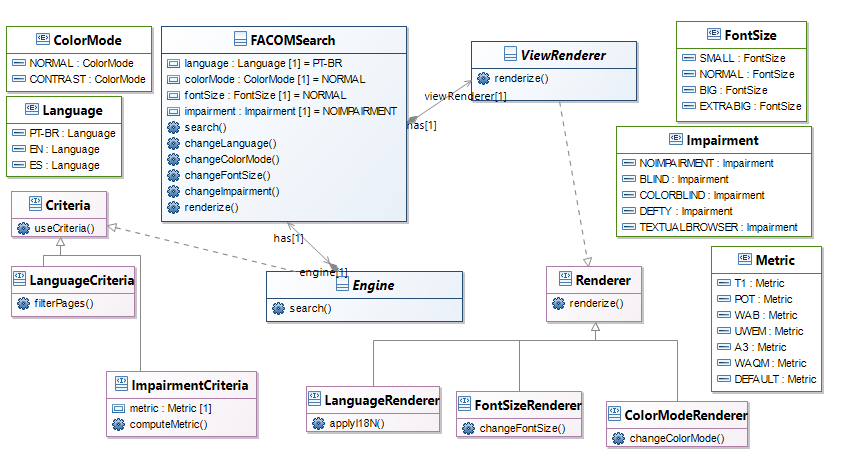 ColorMode
NORMAL : ColorMode
CONTRAST : ColorMode
Language
PT-BR : Language
EN : Language
ES : Language
FACOMSearch
language : Language [1] = PT-BR
colorMode : ColorMode [1] = NORMAL
fontSize : FontSize [1] = NORMAL
impairment : Impairment [1] = NOIMPAIRMENT
search()
changeLanguage()
changeColorMode()
changeFontSize()
changeImpairment()
renderize()
viewRenderer[1]
has[1]
ViewRenderer
renderize()
FontSize
SMALL : FontSize
NORMAL : FontSize
BIG : FontSize
EXTRABIG : FontSize
Impairment
NOIMPAIRMENT : Impairment
BLIND : Impairment
COLORBLIND : Impairment
DEFTY : Impairment
TEXTUALBROWSER : Impairment
Criteria
useCriteria()
has[1]
engine[1]
Engine
search()
LanguageCriteria
filterPages()
Renderer
renderize()
Metric
T1 : Metric
POT : Metric
WAB : Metric
UWEM : Metric
A3 : Metric
WAQM : Metric
DEFAULT : Metric
ImpairmentCriteria
metric : Metric [1]
computeMetric()
LanguageRenderer
applyI18N()
FontSizeRenderer
changeFontSize()
ColorModeRenderer
changeColorMode()